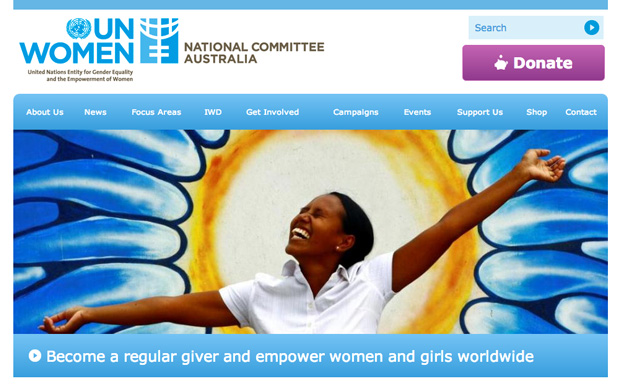 UN
WOMEN
United Nations Entity for Gender Equality
and the Empowerment of Women
NATIONAL COMMITTEE
AUSTRALIA
Search
Donate
About Us News Focus Areas IWD Get Involved Campaigns Events Support Us Shop Contact
Become a regular giver and empower women and girls worldwide